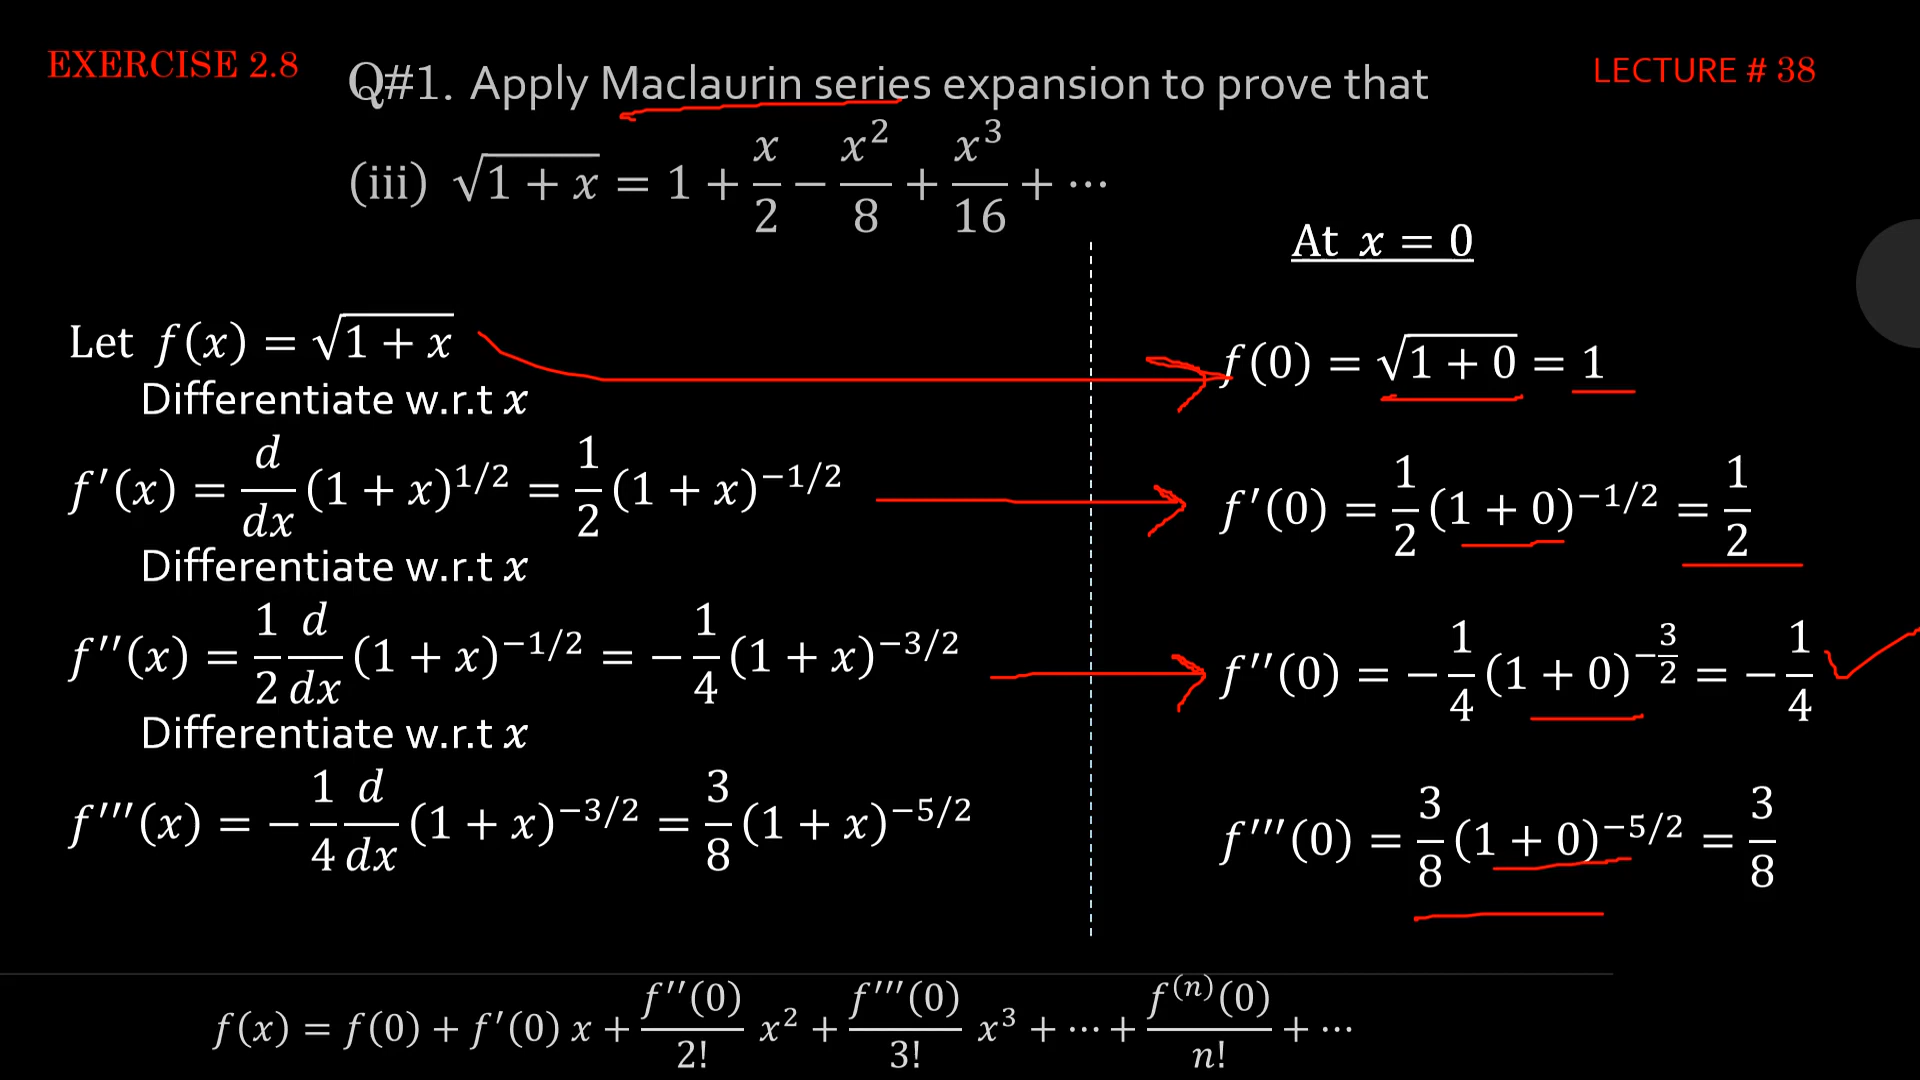 EXERCISE 2.8
Q#1. Apply Maclaurin series expansion to prove that
LECTURE # 38
(iii) √(1 + x) = 1 + x/2 − x²/8 + x³/16 + ⋯
At x = 0
Let f(x) = √(1 + x)
f(0) = √(1 + 0) = 1
Differentiate w.r.t x
f′(x) = d/dx (1 + x)^(1/2) = 1/2 (1 + x)^(−1/2)
f′(0) = 1/2 (1 + 0)^(−1/2) = 1/2
Differentiate w.r.t x
f′′(x) = 1/2 d/dx (1 + x)^(−1/2) = −1/4 (1 + x)^(−3/2)
f′′(0) = −1/4 (1 + 0)^(−3/2) = −1/4
Differentiate w.r.t x
f′′′(x) = −1/4 d/dx (1 + x)^(−3/2) = 3/8 (1 + x)^(−5/2)
f′′′(0) = 3/8 (1 + 0)^(−5/2) = 3/8
f(x) = f(0) + f′(0) x + f′′(0)/2! x² + f′′′(0)/3! x³ + ⋯ + f⁽ⁿ⁾(0)/n! + ⋯